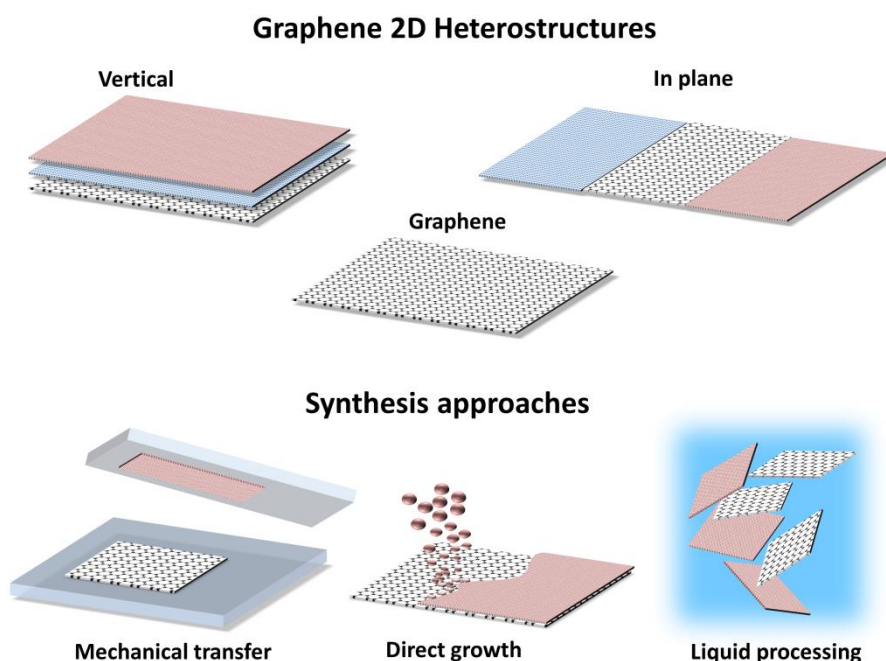 Graphene 2D Heterostructures
Vertical
In plane
Graphene
Synthesis approaches
Mechanical transfer
Direct growth
Liquid processing